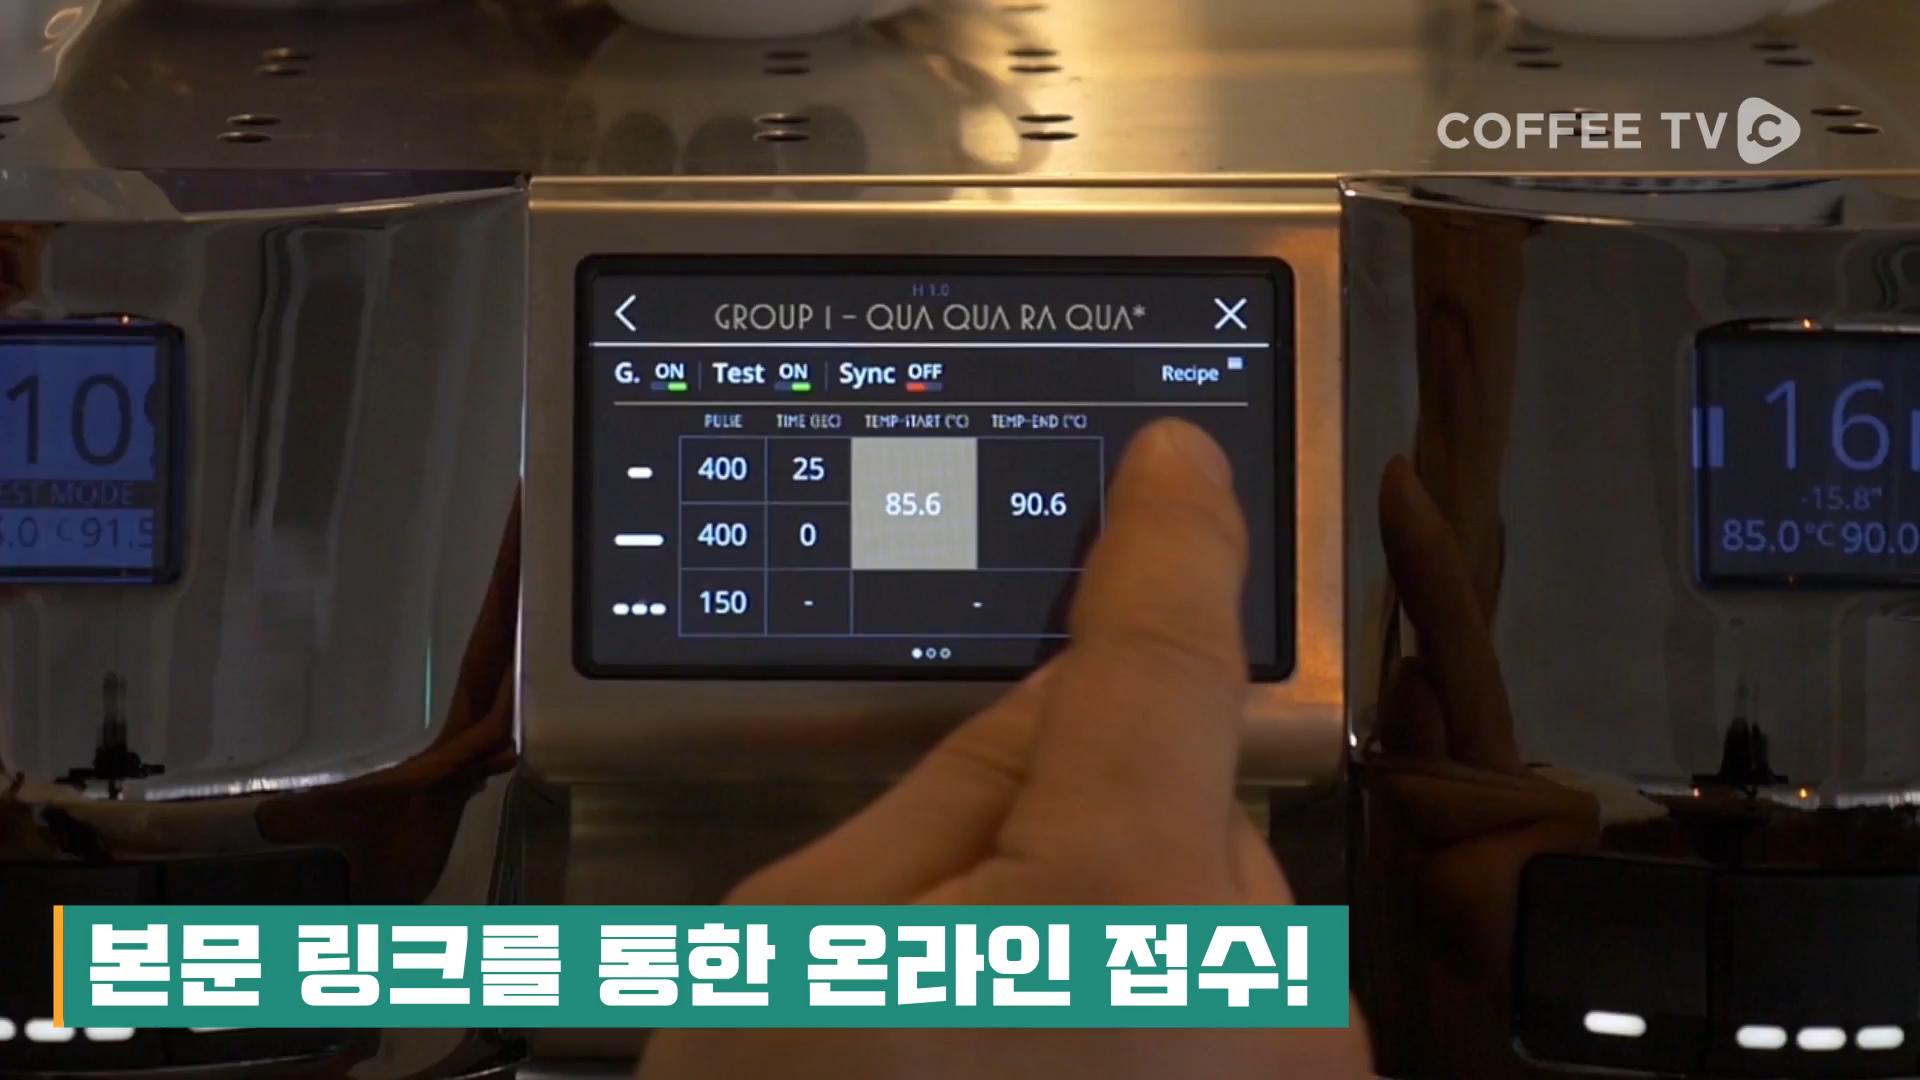 COFFEE TV
H 1.0
GROUP 1 - QUA QUA RA QUA*
G. ON Test ON Sync OFF Recipe
PULSE TIME (SEC) TEMP-START (°C) TEMP-END (°C)
400 25 85.6 90.6
400 0
150 - -
10
EST MODE
.0 °C 91.5
16
-15.8"
85.0°C 90.0
본문 링크를 통한 온라인 접수!